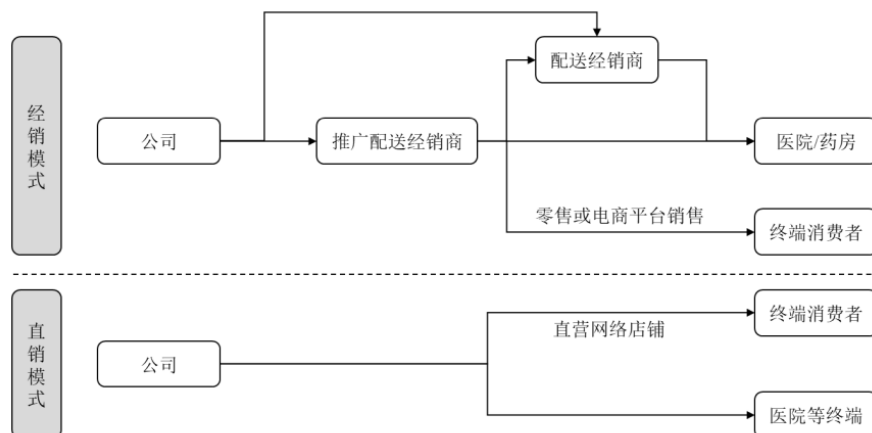 经销模式
配送经销商
公司
推广配送经销商
医院/药房
零售或电商平台销售
终端消费者
直销模式
终端消费者
直营网络店铺
公司
医院等终端